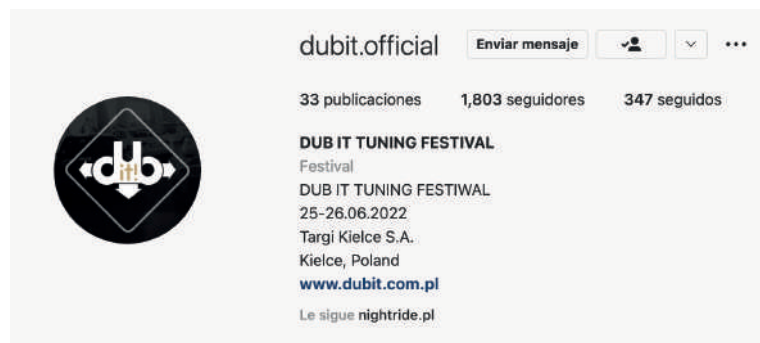 dubit.official Enviar mensaje
33 publicaciones 1,803 seguidores 347 seguidos
DUB IT TUNING FESTIVAL
Festival
DUB IT TUNING FESTIWAL
25-26.06.2022
Targi Kielce S.A.
Kielce, Poland
www.dubit.com.pl
Le sigue nightride.pl
dub
it!